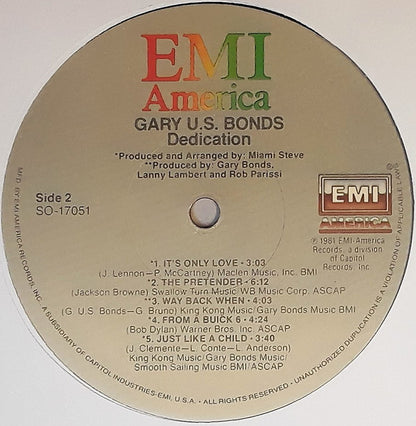 EMI
America
GARY U.S. BONDS
Dedication
*Produced and Arranged by: Miami Steve
**Produced by: Gary Bonds,
Lanny Lambert and Rob Parissi
Side 2
SO-17051
EMI
AMERICA
℗ 1981 EMI-America
Records, a division
of Capitol
Records, Inc.
*1. IT'S ONLY LOVE • 3:03
(J. Lennon—P. McCartney) Maclen Music, Inc. BMI
*2. THE PRETENDER • 6:12
(Jackson Browne) Swallow Turn Music WB Music Corp. ASCAP
**3. WAY BACK WHEN • 4:03
(G. U.S. Bonds—G. Bruno) King Kong Music/Gary Bonds Music BMI
*4. FROM A BUICK 6 • 4:24
(Bob Dylan) Warner Bros. Inc. ASCAP
*5. JUST LIKE A CHILD • 3:40
(J. Clemente—L. Conte—L. Anderson)
King Kong Music/Gary Bonds Music/
Smooth Sailing Music BMI/ASCAP
MFD. BY EMI AMERICA RECORDS, INC., A SUBSIDIARY OF CAPITOL INDUSTRIES-EMI, U.S.A. • ALL RIGHTS RESERVED. • UNAUTHORIZED DUPLICATION IS A VIOLATION OF APPLICABLE LAWS.